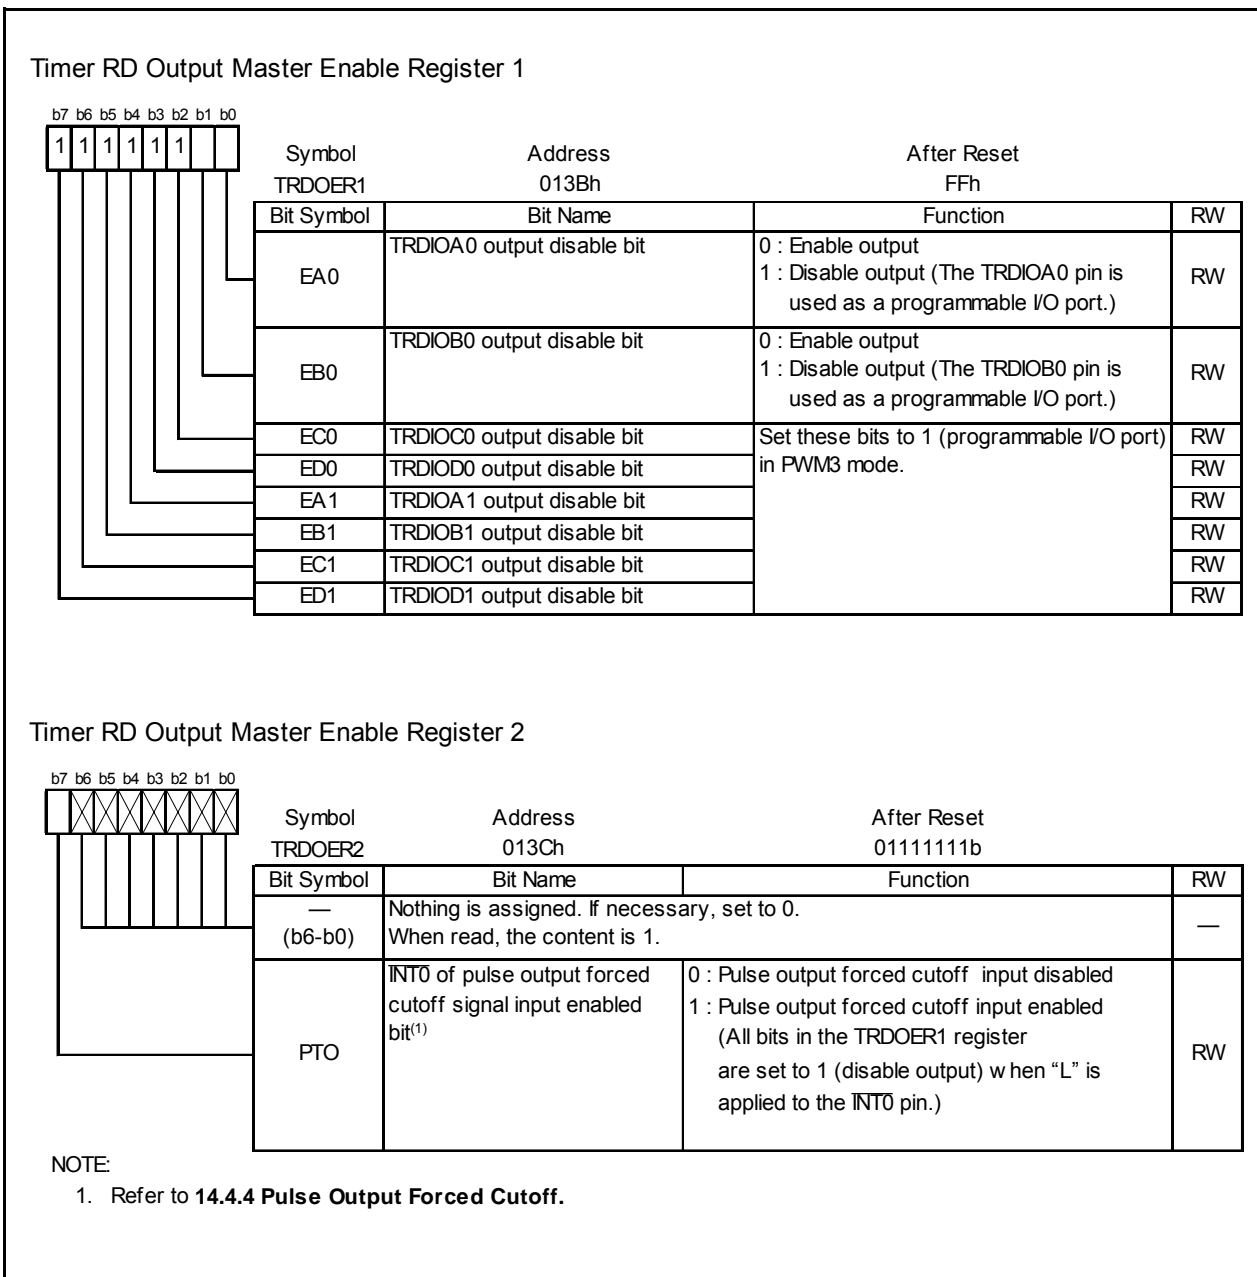 Timer RD Output Master Enable Register 1
b7 b6 b5 b4 b3 b2 b1 b0
1 1 1 1 1 1
Symbol Address After Reset
TRDOER1 013Bh FFh
Bit Symbol Bit Name Function RW
EA0 TRDIOA0 output disable bit 0 : Enable output
1 : Disable output (The TRDIOA0 pin is
used as a programmable I/O port.) RW
EB0 TRDIOB0 output disable bit 0 : Enable output
1 : Disable output (The TRDIOB0 pin is
used as a programmable I/O port.) RW
EC0 TRDIOC0 output disable bit Set these bits to 1 (programmable I/O port) RW
ED0 TRDIOD0 output disable bit in PWM3 mode. RW
EA1 TRDIOA1 output disable bit RW
EB1 TRDIOB1 output disable bit RW
EC1 TRDIOC1 output disable bit RW
ED1 TRDIOD1 output disable bit RW
Timer RD Output Master Enable Register 2
b7 b6 b5 b4 b3 b2 b1 b0
Symbol Address After Reset
TRDOER2 013Ch 01111111b
Bit Symbol Bit Name Function RW
— Nothing is assigned. If necessary, set to 0.
(b6-b0) When read, the content is 1. —
INT0 of pulse output forced 0 : Pulse output forced cutoff input disabled
cutoff signal input enabled 1 : Pulse output forced cutoff input enabled
bit(1) (All bits in the TRDOER1 register
PTO are set to 1 (disable output) when “L” is RW
applied to the INT0 pin.)
NOTE:
1. Refer to 14.4.4 Pulse Output Forced Cutoff.